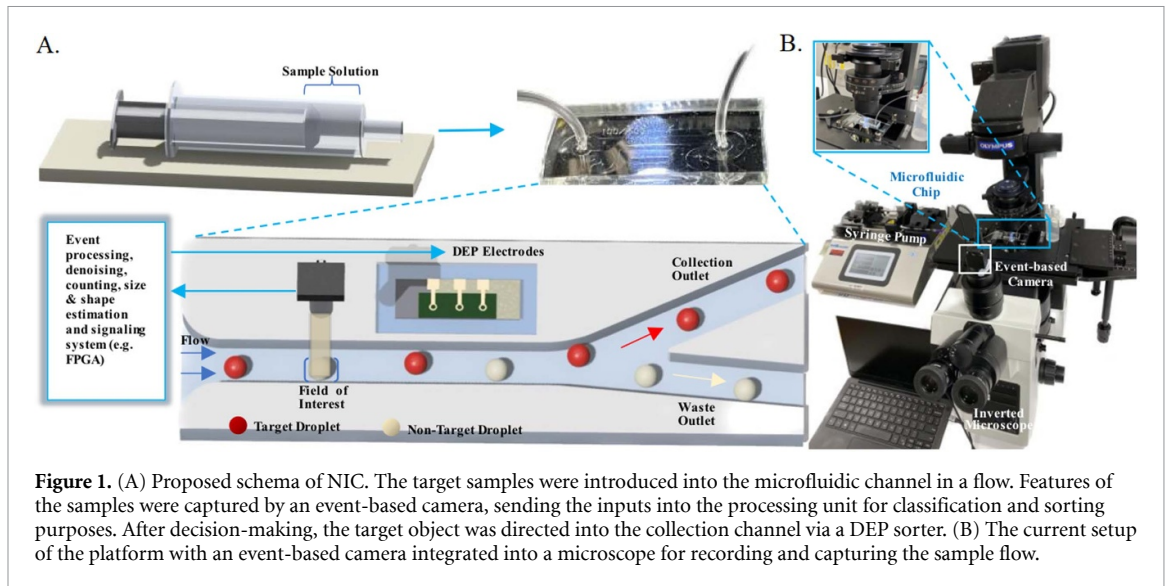 A.
Sample Solution
B.
OLYMPUS
Microfluidic
Chip
Syringe Pump
Event-based
Camera
Inverted
Microscope
Event
processing,
denoising,
counting, size
& shape
estimation
and signaling
system (e.g.
FPGA)
DEP Electrodes
Collection
Outlet
Flow
Field of
Interest
Waste
Outlet
Target Droplet
Non-Target Droplet
Figure 1. (A) Proposed schema of NIC. The target samples were introduced into the microfluidic channel in a flow. Features of
the samples were captured by an event-based camera, sending the inputs into the processing unit for classification and sorting
purposes. After decision-making, the target object was directed into the collection channel via a DEP sorter. (B) The current setup
of the platform with an event-based camera integrated into a microscope for recording and capturing the sample flow.